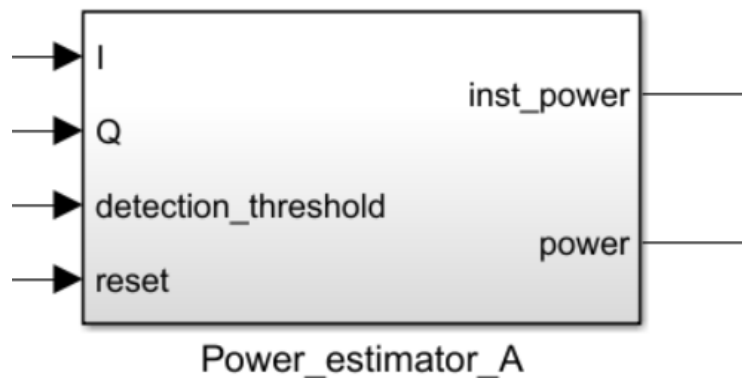 I
Q
detection_threshold
reset
inst_power
power
Power_estimator_A